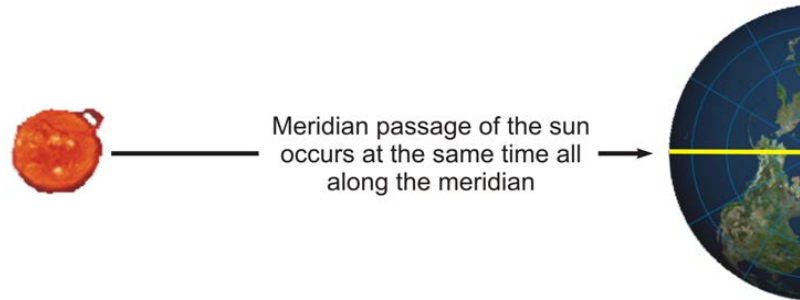 Meridian passage of the sun
occurs at the same time all
along the meridian